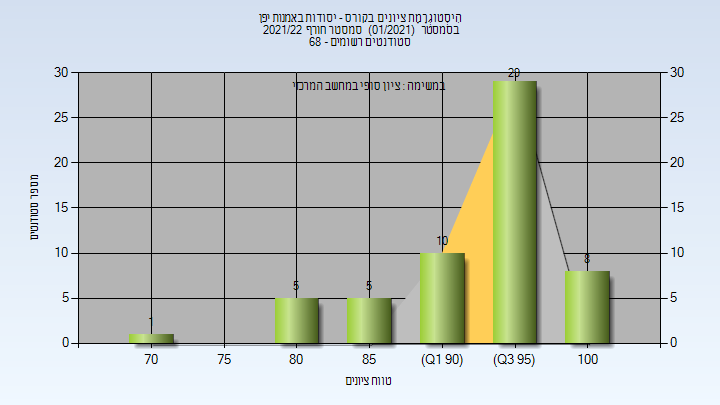 היסטוגרמת ציונים בקורס - יסודות באמנות יפן
בסמסטר (01/2021) סמסטר חורף 2021/22
סטודנטים רשומים - 68
במשימה : ציון סופי במחשב המרכזי
30 30
25 25
20 20
15 15
10 10
5 5
0 0
1 5 5 10 29 8
70 75 80 85 (Q1 90) (Q3 95) 100
מספר סטודנטים
טווח ציונים